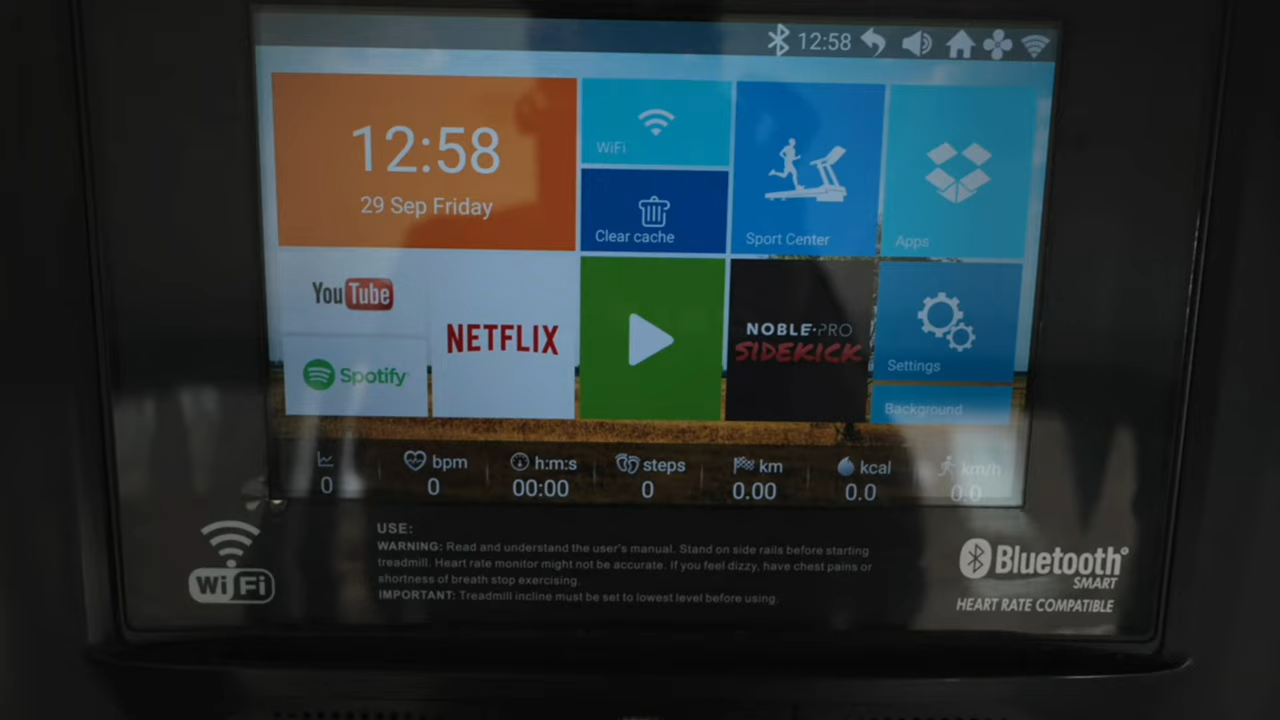 12:58
12:58
29 Sep Friday
WiFi
Clear cache
Sport Center
Apps
YouTube
Spotify
NETFLIX
NOBLE·PRO
SIDEKICK
Settings
Background
0
bpm
0
h:m:s
00:00
steps
0
km
0.00
kcal
0.0
km/h
0.0
WiFi
USE:
WARNING: Read and understand the user's manual. Stand on side rails before starting
treadmill. Heart rate monitor might not be accurate. If you feel dizzy, have chest pains or
shortness of breath stop exercising.
IMPORTANT: Treadmill incline must be set to lowest level before using.
Bluetooth®
SMART
HEART RATE COMPATIBLE